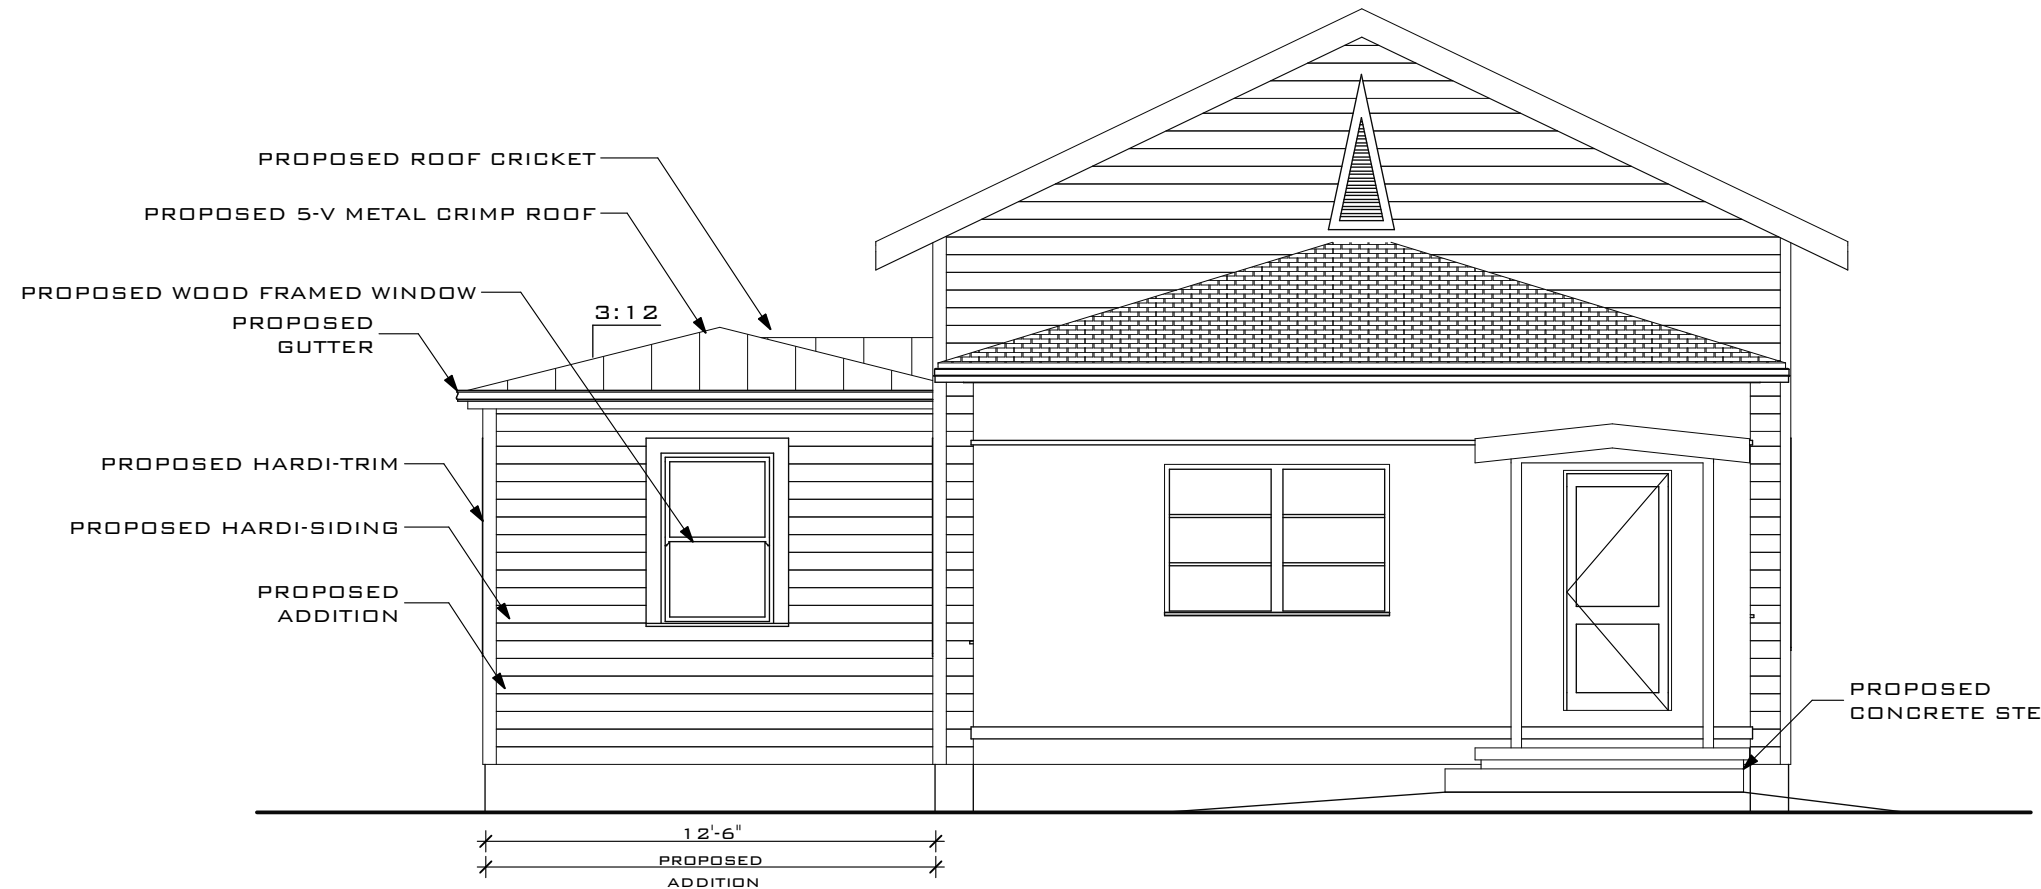 PROPOSED ROOF CRICKET
PROPOSED 5-V METAL CRIMP ROOF
PROPOSED WOOD FRAMED WINDOW
3:12
PROPOSED
GUTTER
PROPOSED HARDI-TRIM
PROPOSED HARDI-SIDING
PROPOSED
ADDITION
PROPOSED
CONCRETE STE
12'-6"
PROPOSED
ADDITION